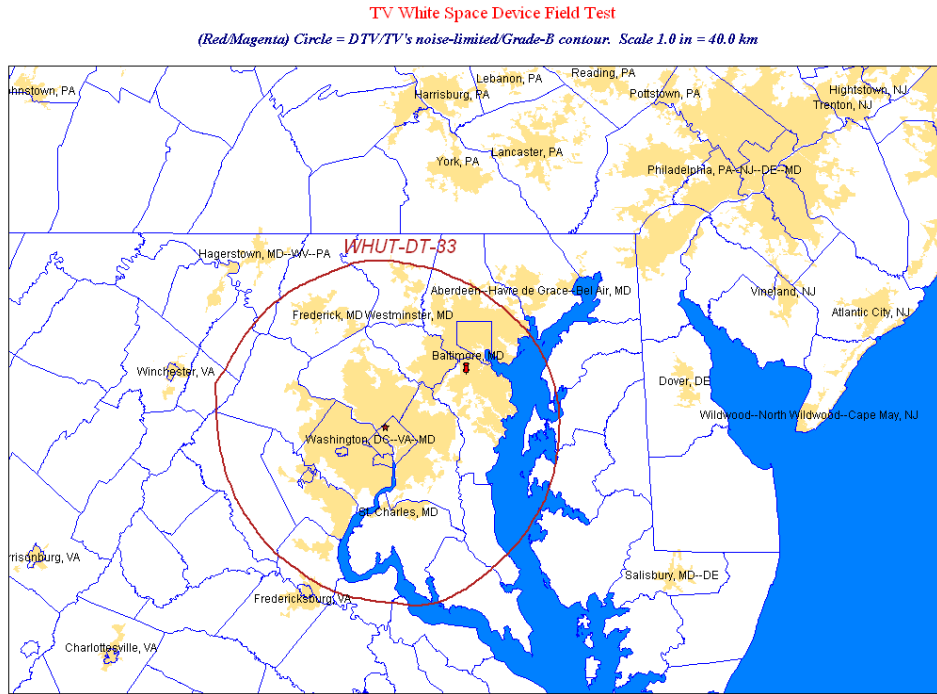 TV White Space Device Field Test
(Red/Magenta) Circle = DTV/TV's noise-limited/Grade-B contour. Scale 1.0 in = 40.0 km
Reading, PA
Lebanon, PA
hnstown, PA
Hightstown, NJ
Harrisburg, PA
Pottstown, PA
Trenton, NJ
Lancaster, PA
York, PA
Philadelphia, PA--NJ--DE--MD
WHUT-DT-33
Hagerstown, MD--WV--PA
Aberdeen--Havre de Grace--Bel Air, MD
Vineland, NJ
Frederick, MD
Westminster, MD
Atlantic City, NJ
Baltimore, MD
Winchester, VA
Dover, DE
Wildwood--North Wildwood--Cape May, NJ
Washington, DC--VA--MD
St. Charles, MD
rrisonburg, VA
Salisbury, MD--DE
Fredericksburg, VA
Charlottesville, VA